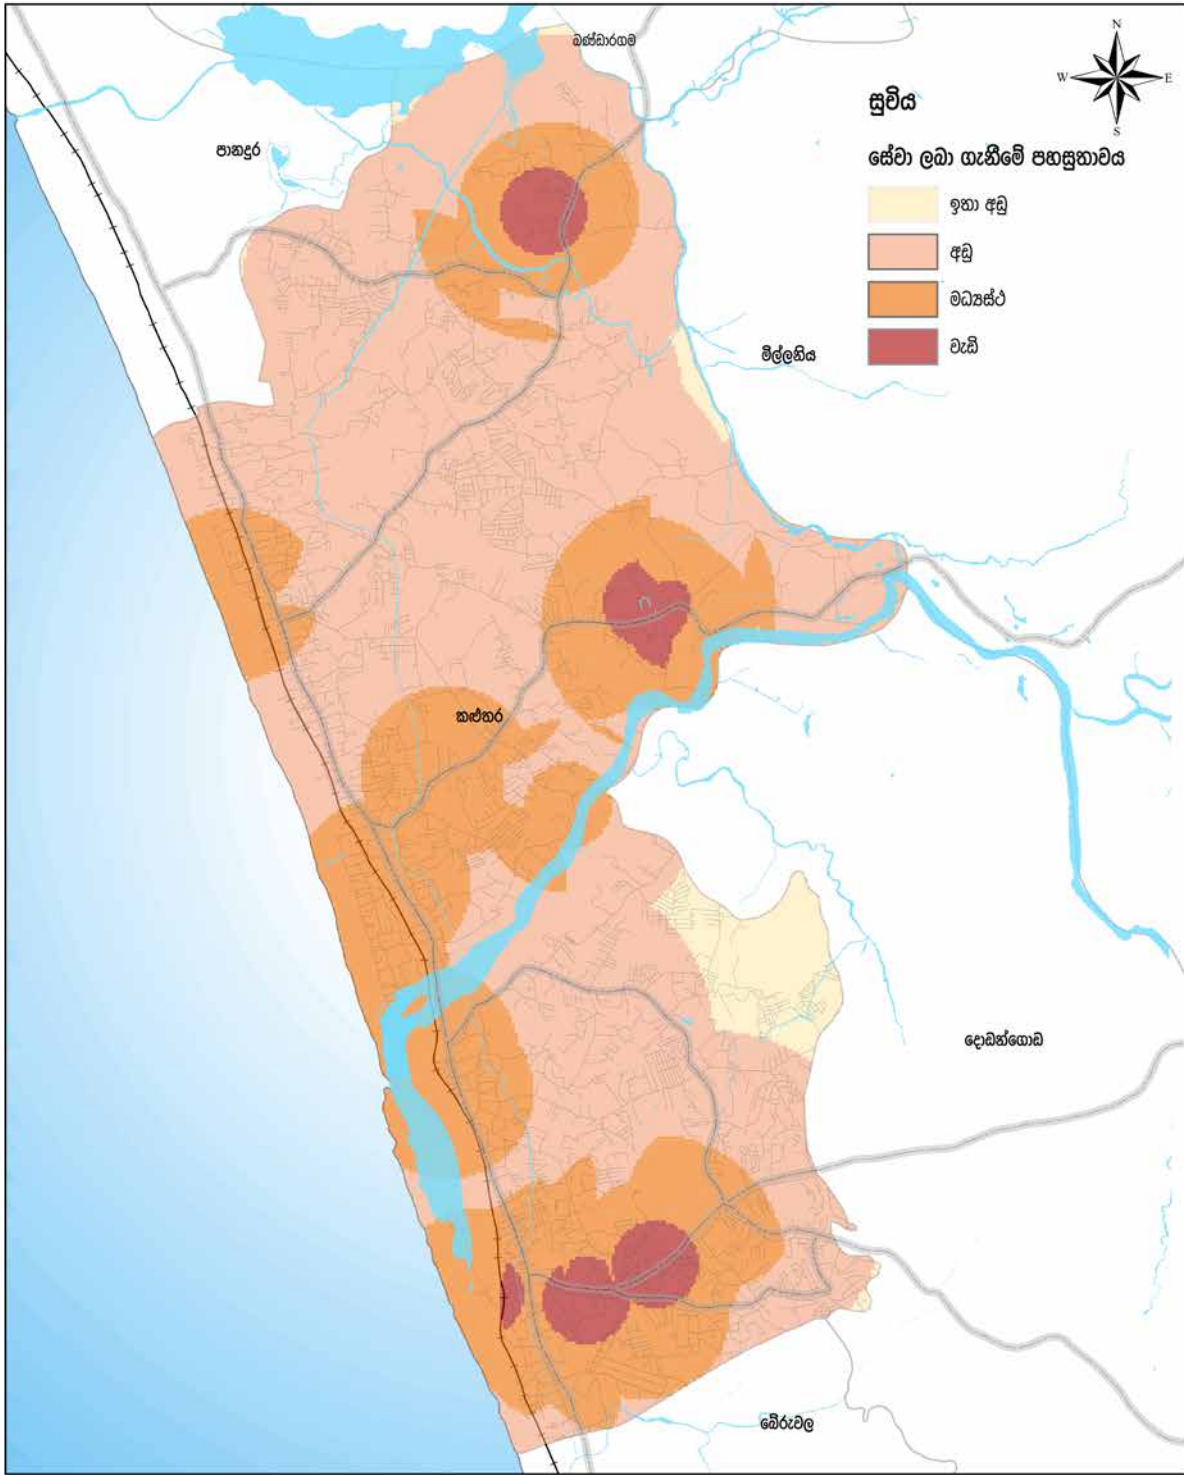 බණ්ඩාරගම
N
W
E
S
සූචිය
පානදුර
සේවා ලබා ගැනීමේ පහසුතාවය
ඉතා අඩු
අඩු
මධ්‍යස්ථ
වැඩි
මිල්ලනිය
කළුතර
දොඩන්ගොඩ
බේරුවල